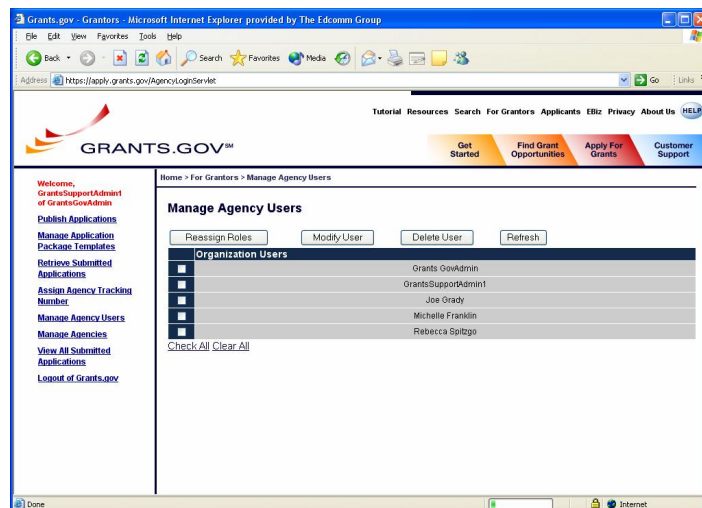 Grants.gov - Grantors - Microsoft Internet Explorer provided by The Edcomm Group
File Edit View Favorites Tools Help
Back Search Favorites Media
Address https://apply.grants.gov/AgencyLoginServlet Go Links
Tutorial Resources Search For Grantors Applicants EBiz Privacy About Us HELP
GRANTS.GOV℠
Get Started
Find Grant Opportunities
Apply For Grants
Customer Support
Home > For Grantors > Manage Agency Users
Welcome,
GrantsSupportAdmin1
of GrantsGovAdmin
Publish Applications
Manage Application
Package Templates
Retrieve Submitted
Applications
Assign Agency Tracking
Number
Manage Agency Users
Manage Agencies
View All Submitted
Applications
Logout of Grants.gov
Manage Agency Users
Reassign Roles Modify User Delete User Refresh
Organization Users
Grants GovAdmin
GrantsSupportAdmin1
Joe Grady
Michelle Franklin
Rebecca Spitzgo
Check All Clear All
Done Internet